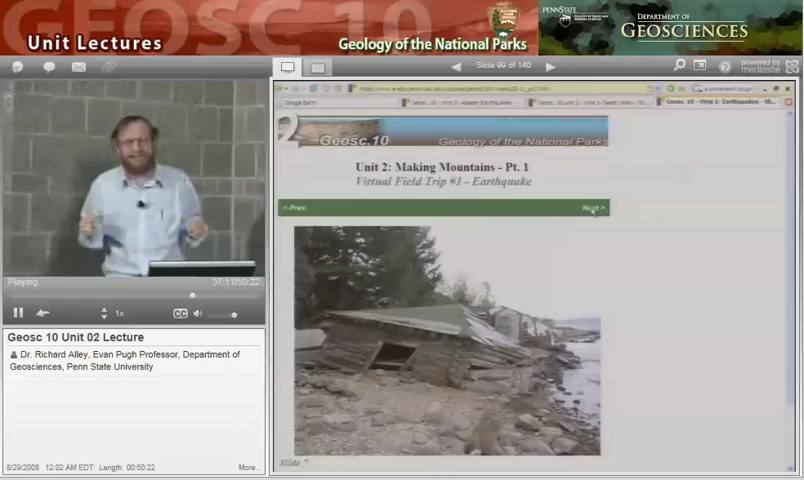 GEOSC 10
Unit Lectures
Geology of the National Parks
PENNSTATE
DEPARTMENT OF
GEOSCIENCES
Slide 99 of 140
powered by
mediasite
Google Earth
2
Geosc.10
Geology of the National Parks
Unit 2: Making Mountains - Pt. 1
Virtual Field Trip #1 - Earthquake
< Prev
Next >
Slide
Playing
37:11/50:22
1x
CC
Geosc 10 Unit 02 Lecture
Dr. Richard Alley, Evan Pugh Professor, Department of
Geosciences, Penn State University
8/29/2008 12:02 AM EDT Length: 00:50:22
More...